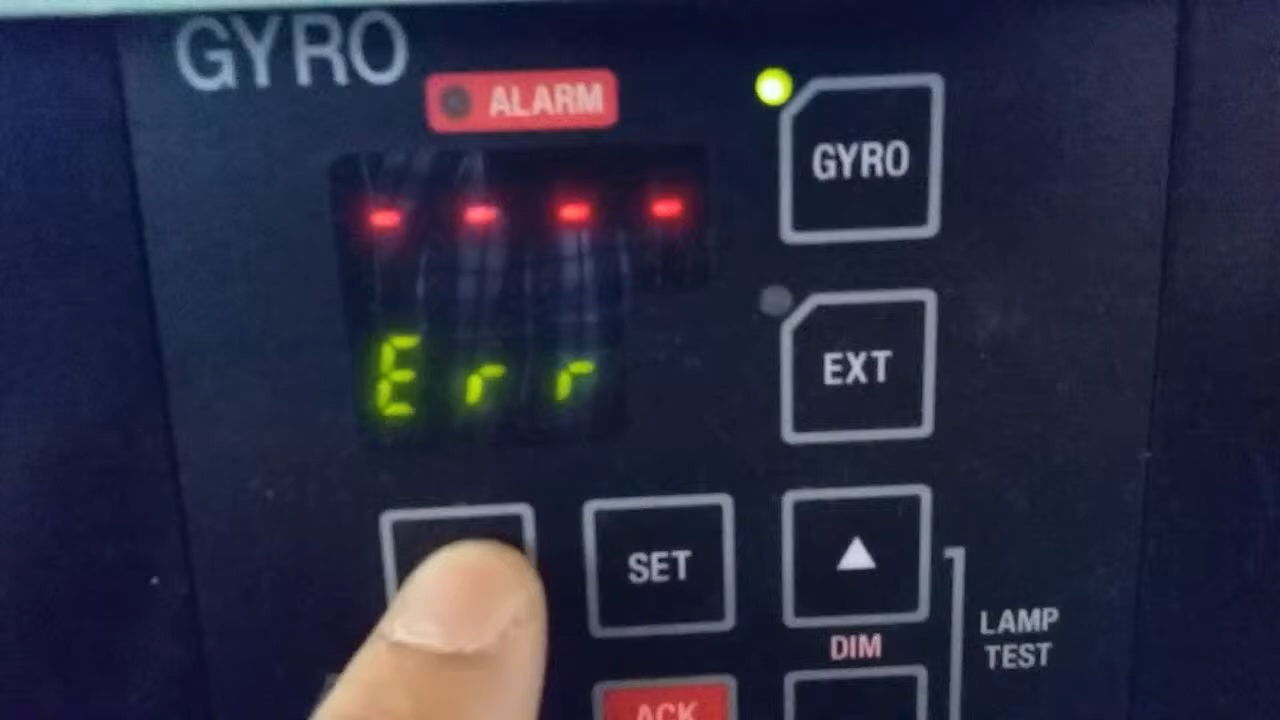 GYRO
ALARM
GYRO
- - - -
EXT
Err
SET
▲
DIM
LAMP
TEST
ACK